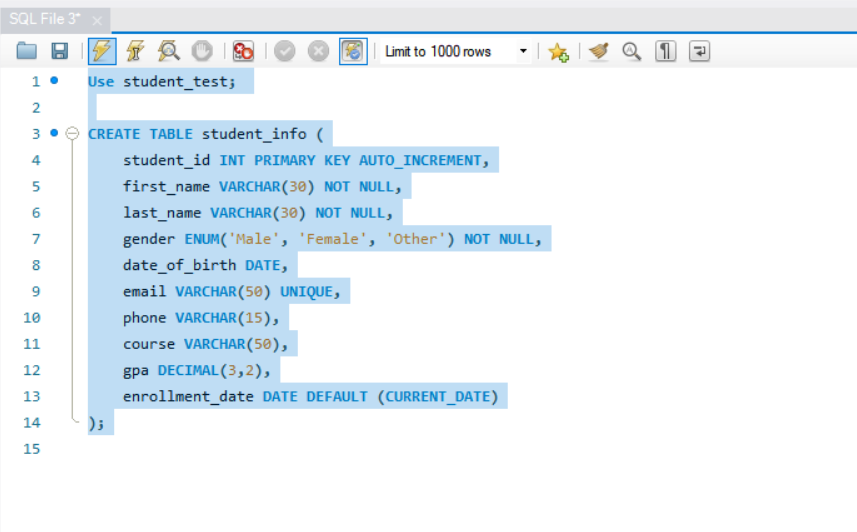 SQL File 3*
Limit to 1000 rows
1 Use student_test;
2
3 CREATE TABLE student_info (
4 student_id INT PRIMARY KEY AUTO_INCREMENT,
5 first_name VARCHAR(30) NOT NULL,
6 last_name VARCHAR(30) NOT NULL,
7 gender ENUM('Male', 'Female', 'Other') NOT NULL,
8 date_of_birth DATE,
9 email VARCHAR(50) UNIQUE,
10 phone VARCHAR(15),
11 course VARCHAR(50),
12 gpa DECIMAL(3,2),
13 enrollment_date DATE DEFAULT (CURRENT_DATE)
14 );
15